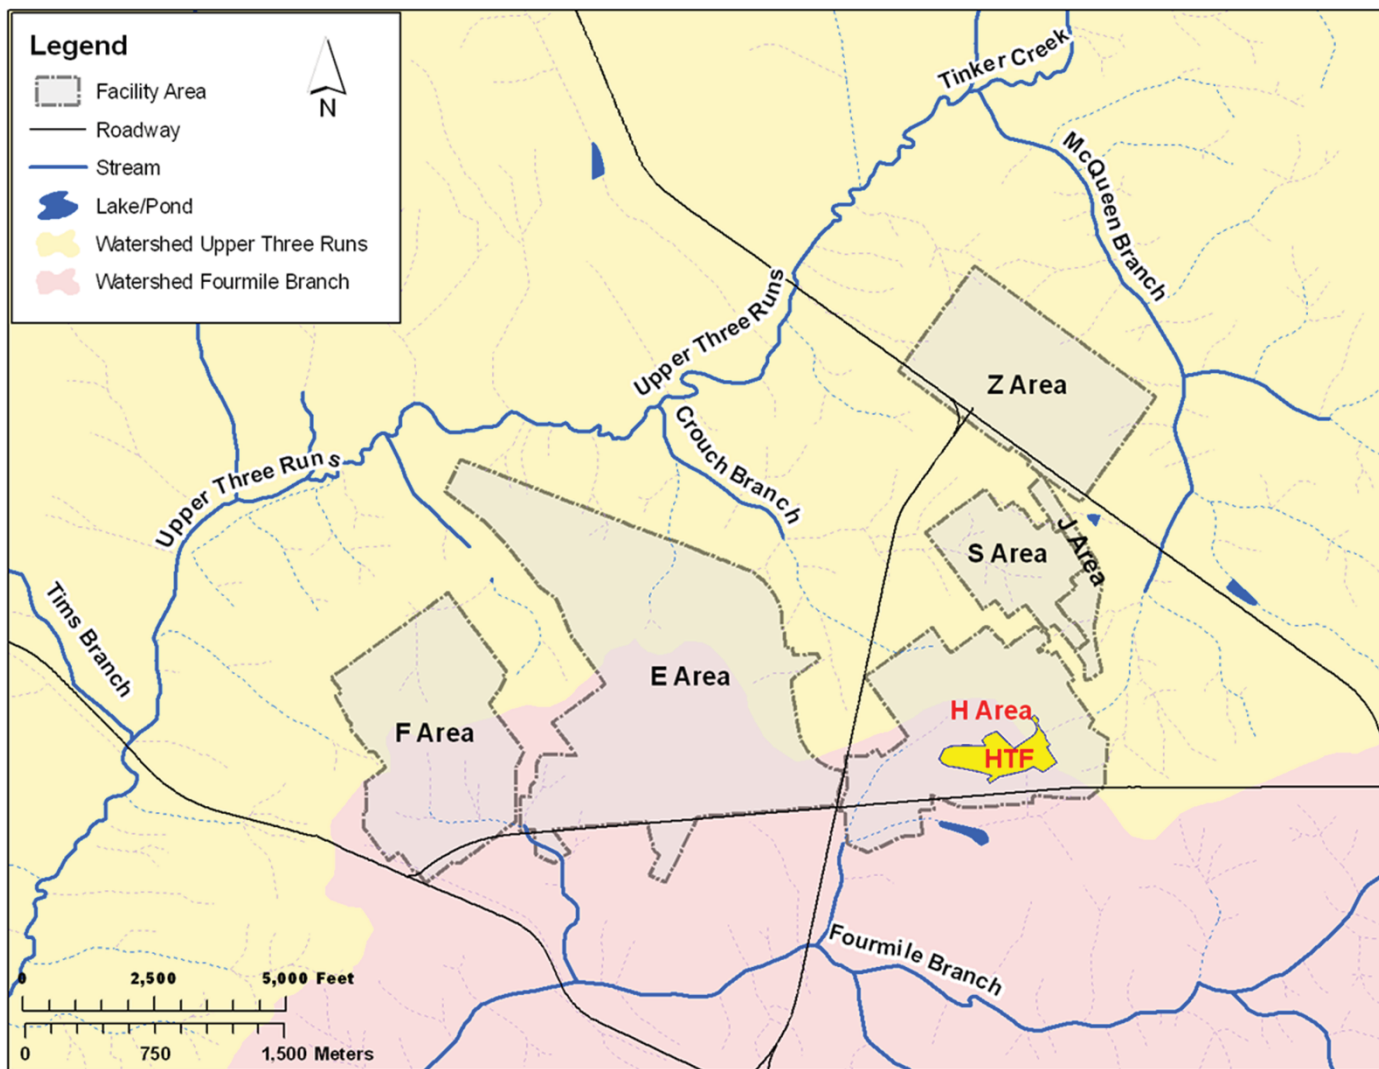 Legend
N
Facility Area
Roadway
Stream
Lake/Pond
Watershed Upper Three Runs
Watershed Fourmile Branch
Tinker Creek
McQueen Branch
Upper Three Runs
Z Area
Crouch Branch
Upper Three Runs
S Area
J Area
Tims Branch
E Area
F Area
H Area
HTF
Fourmile Branch
0 2,500 5,000 Feet
0 750 1,500 Meters